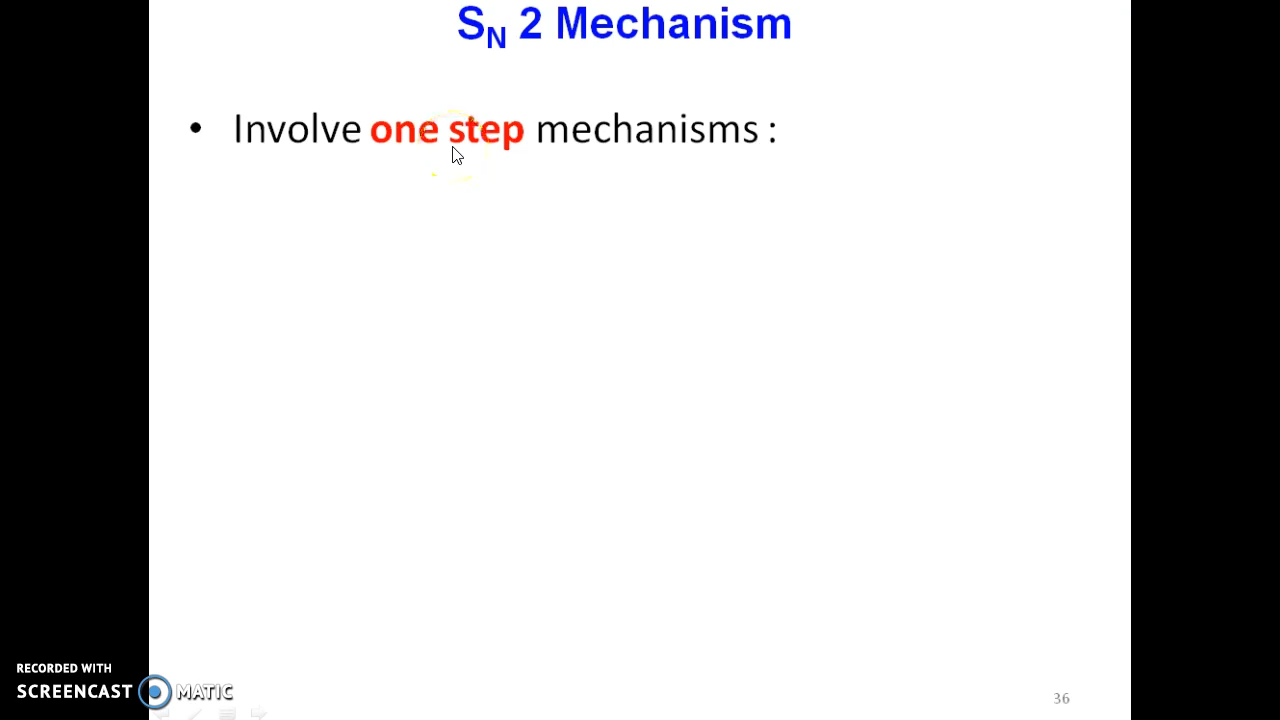 SN 2 Mechanism
• Involve one step mechanisms :
RECORDED WITH
SCREENCAST MATIC
36